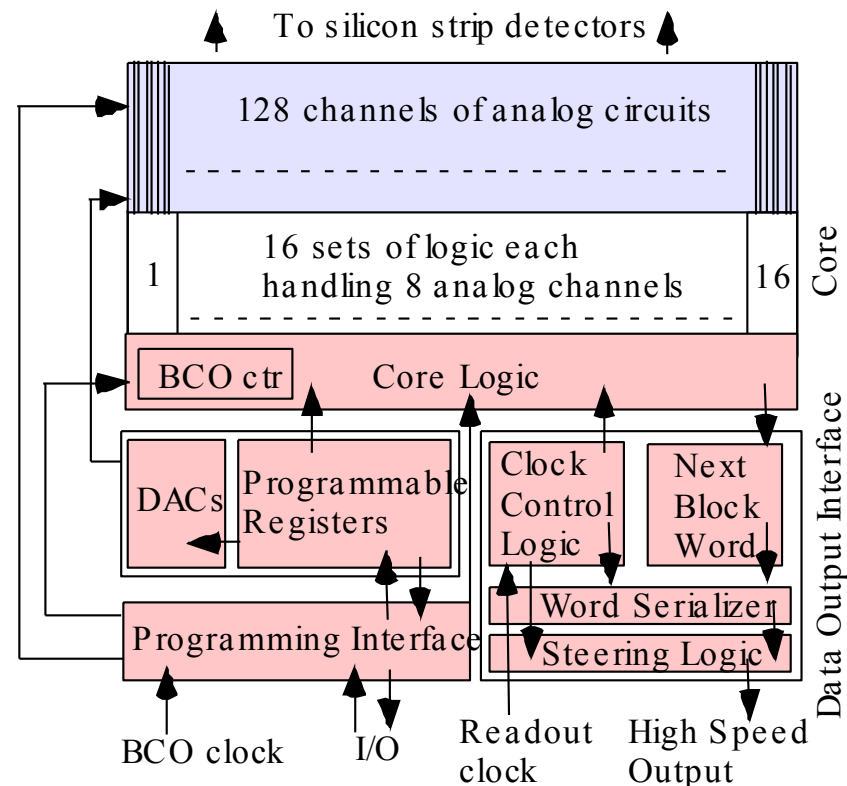 To silicon strip detectors
128 channels of analog circuits
16 sets of logic each
handling 8 analog channels
1
16
Core
BCO ctr
Core Logic
DACs
Programmable
Registers
Clock
Control
Logic
Next
Block
Word
Word Serializer
Steering Logic
Data Output Interface
Programming Interface
BCO clock
I/O
Readout
clock
High Speed
Output